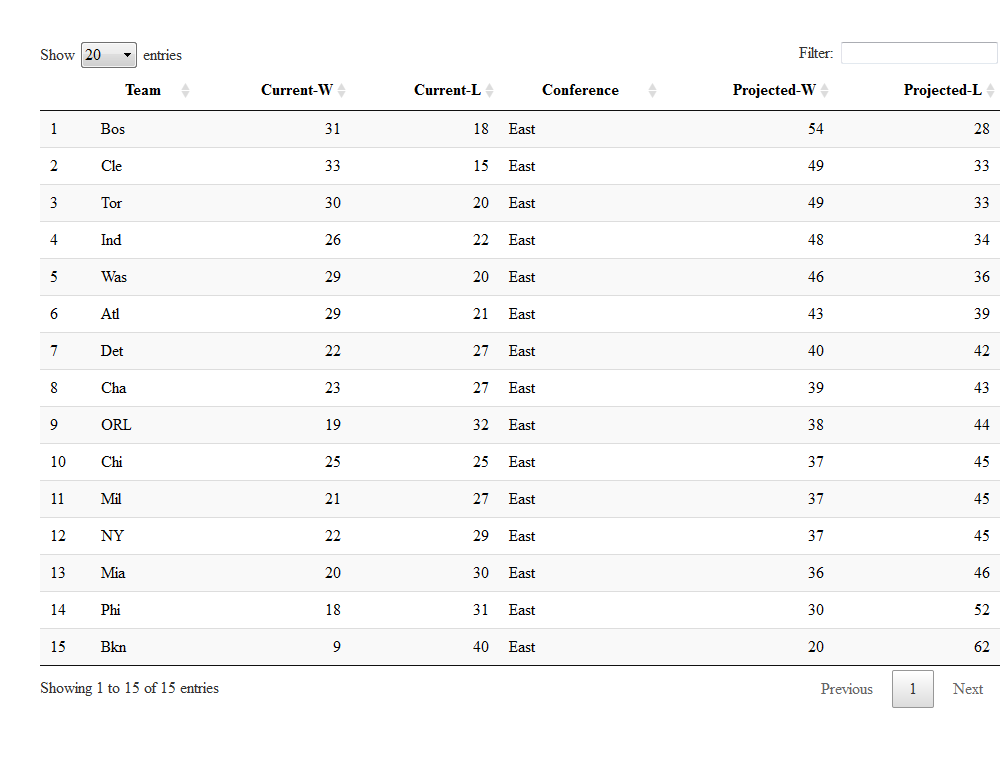 Show 20 entries Filter:
Team Current-W Current-L Conference Projected-W Projected-L
1 Bos 31 18 East 54 28
2 Cle 33 15 East 49 33
3 Tor 30 20 East 49 33
4 Ind 26 22 East 48 34
5 Was 29 20 East 46 36
6 Atl 29 21 East 43 39
7 Det 22 27 East 40 42
8 Cha 23 27 East 39 43
9 ORL 19 32 East 38 44
10 Chi 25 25 East 37 45
11 Mil 21 27 East 37 45
12 NY 22 29 East 37 45
13 Mia 20 30 East 36 46
14 Phi 18 31 East 30 52
15 Bkn 9 40 East 20 62
Showing 1 to 15 of 15 entries Previous 1 Next